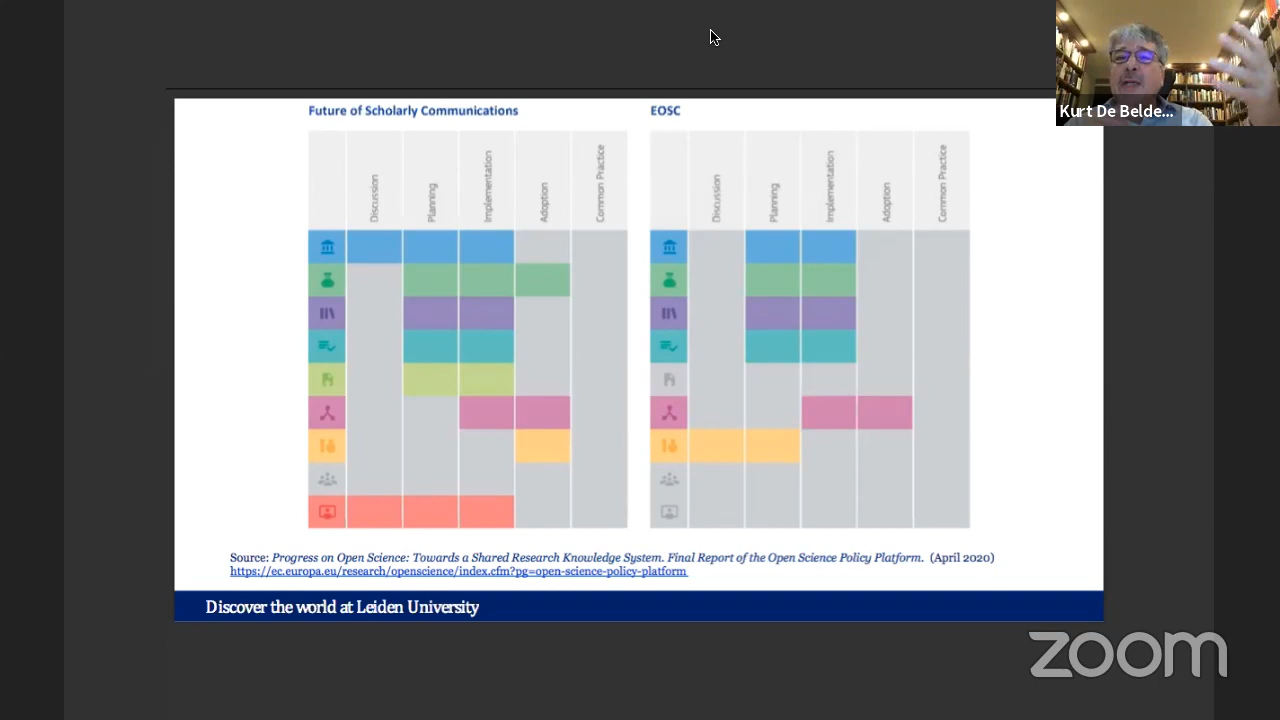 Kurt De Belde...
Future of Scholarly Communications
EOSC
Discussion
Planning
Implementation
Adoption
Common Practice
Discussion
Planning
Implementation
Adoption
Common Practice
Source: Progress on Open Science: Towards a Shared Research Knowledge System. Final Report of the Open Science Policy Platform. (April 2020)
https://ec.europa.eu/research/openscience/index.cfm?pg=open-science-policy-platform
Discover the world at Leiden University
zoom